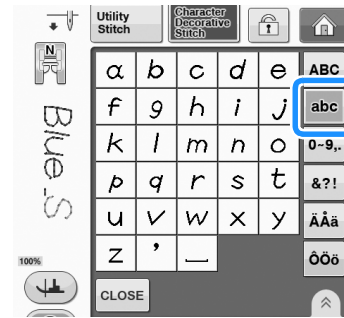 Utility
Stitch
Character
Decorative
Stitch
N
a b c d e
ABC
f g h i j
abc
k l m n o
0~9,.
p q r s t
&?!
u v w x y
ÄÅä
z ’ _
ÔÖö
Blue_S
100%
CLOSE